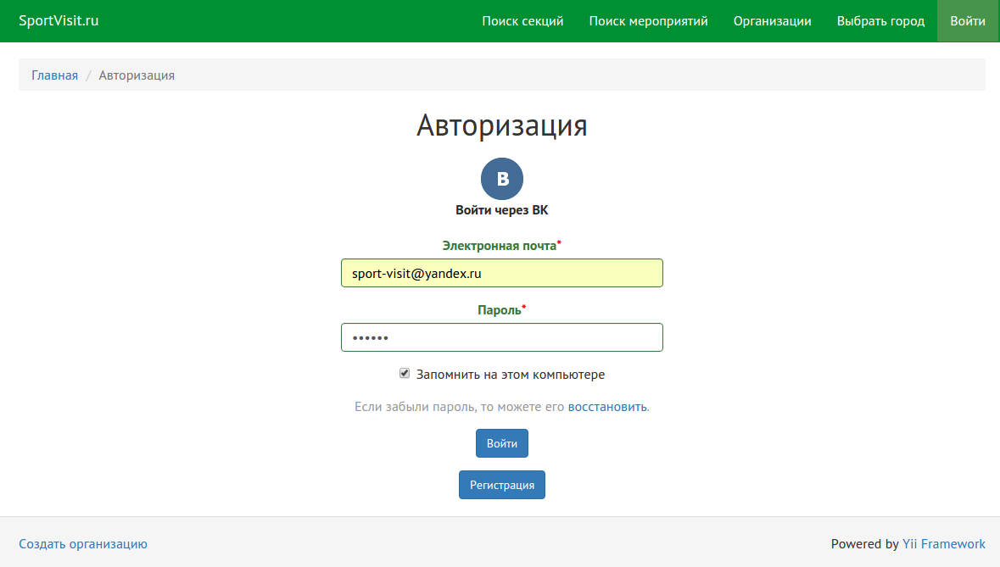 SportVisit.ru Поиск секций Поиск мероприятий Организации Выбрать город Войти
Главная / Авторизация
Авторизация
B
Войти через ВК
Электронная почта*
sport-visit@yandex.ru
Пароль*
••••••
Запомнить на этом компьютере
Если забыли пароль, то можете его восстановить.
Войти
Регистрация
Создать организацию Powered by Yii Framework